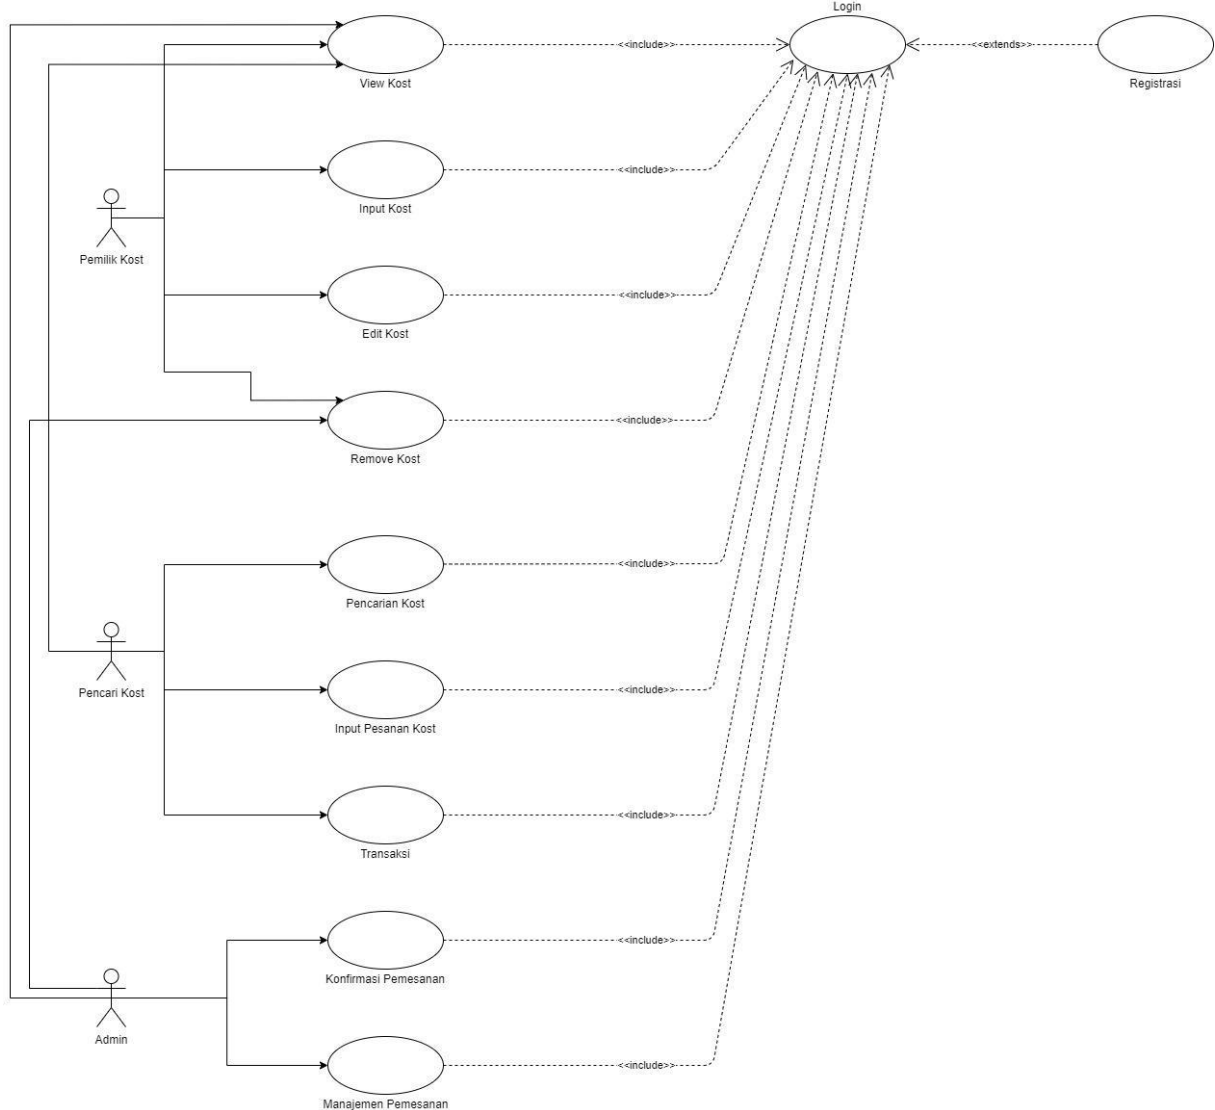 Login
<<include>>
<<extends>>
View Kost
Registrasi
<<include>>
Input Kost
Pemilik Kost
<<include>>
Edit Kost
<<include>>
Remove Kost
<<include>>
Pencarian Kost
Pencari Kost
<<include>>
Input Pesanan Kost
<<include>>
Transaksi
<<include>>
Konfirmasi Pemesanan
Admin
<<include>>
Manajemen Pemesanan